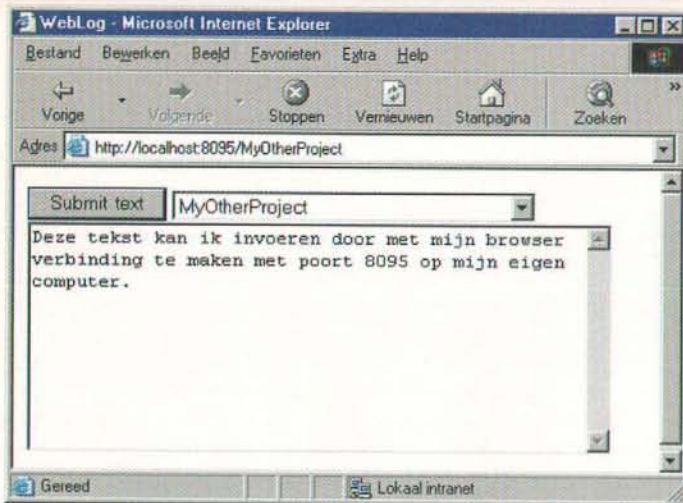 WebLog - Microsoft Internet Explorer
Bestand Bewerken Beeld Favorieten Extra Help
Vorige Volgende Stoppen Vernieuwen Startpagina Zoeken »
Adres http://localhost:8095/MyOtherProject
Submit text MyOtherProject
Deze tekst kan ik invoeren door met mijn browser
verbinding te maken met poort 8095 op mijn eigen
computer.
Gereed Lokaal intranet